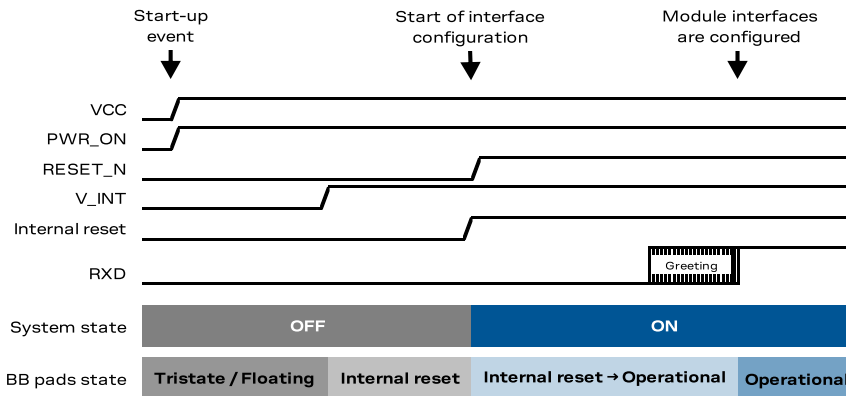 Start-up
event
Start of interface
configuration
Module interfaces
are configured
VCC
PWR_ON
RESET_N
V_INT
Internal reset
RXD
Greeting
System state
OFF
ON
BB pads state
Tristate / Floating
Internal reset
Internal reset → Operational
Operational